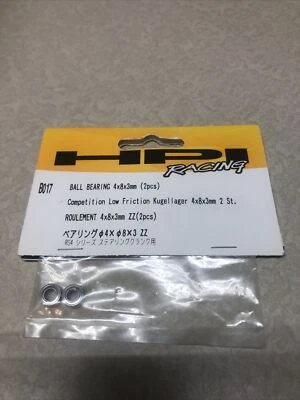 HPI
RACING
B017
BALL BEARING 4x8x3mm (2pcs)
Competition Low Friction Kugellager 4x8x3mm 2 St.
ROULEMENT 4x8x3mm ZZ(2pcs)
ベアリングφ4×φ8×3 ZZ
RS4 シリーズ ステアリングクランク用